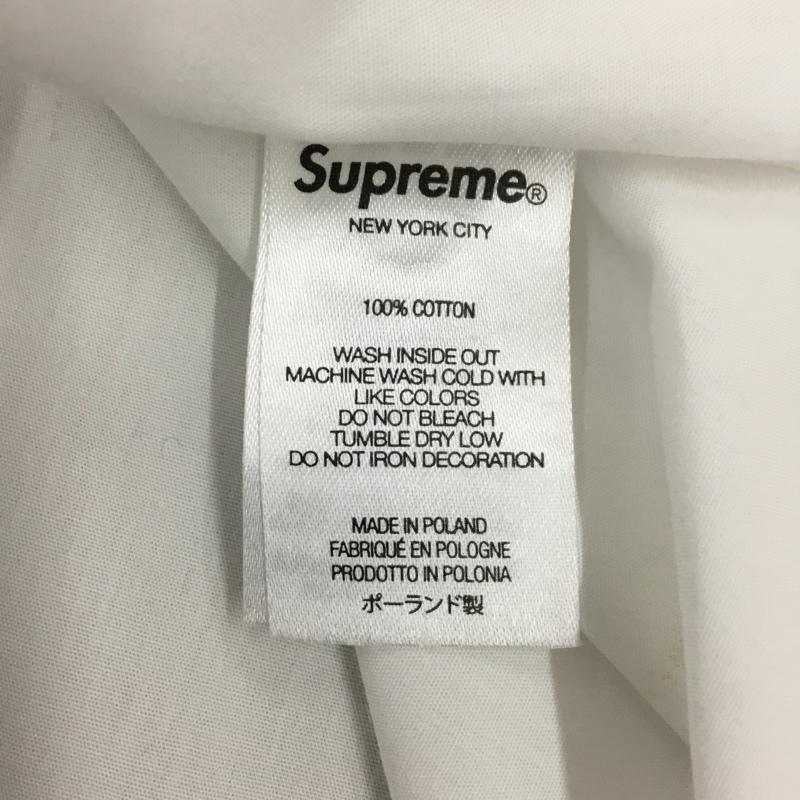 Supreme®
NEW YORK CITY
100% COTTON
WASH INSIDE OUT
MACHINE WASH COLD WITH
LIKE COLORS
DO NOT BLEACH
TUMBLE DRY LOW
DO NOT IRON DECORATION
MADE IN POLAND
FABRIQUÉ EN POLOGNE
PRODOTTO IN POLONIA
ポーランド製